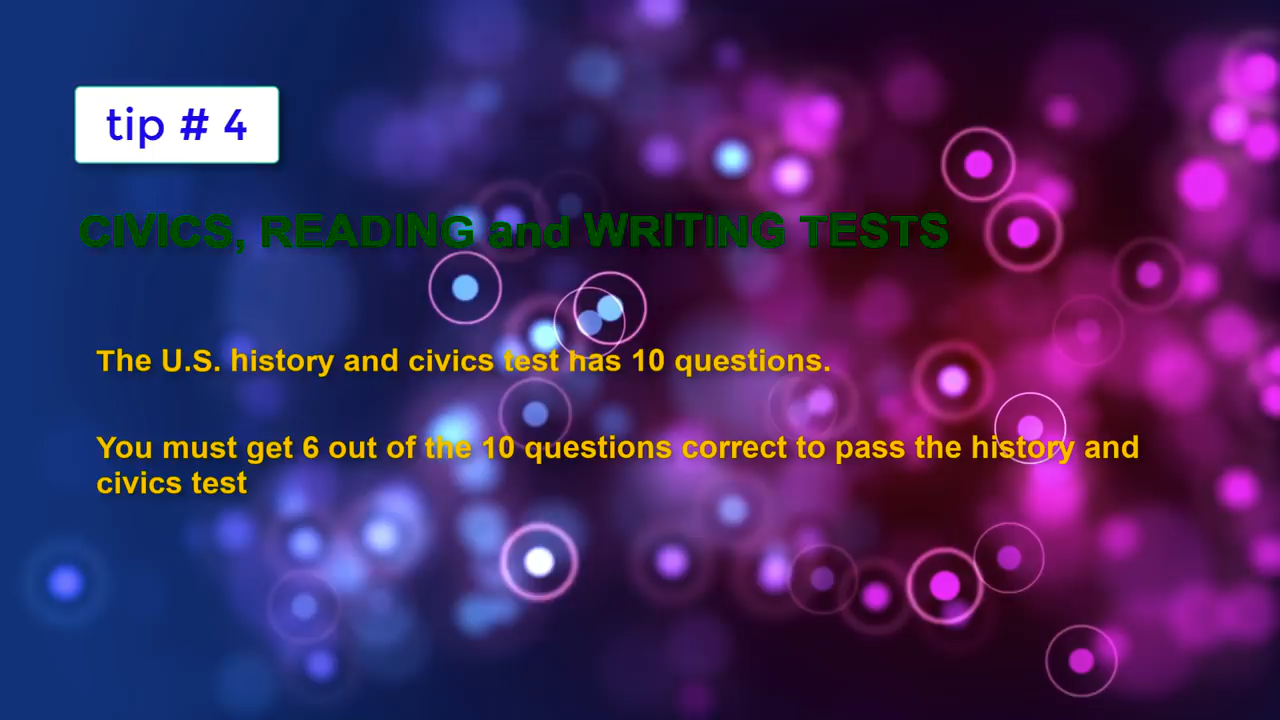 tip # 4
CIVICS, READING and WRITING TESTS
The U.S. history and civics test has 10 questions.
You must get 6 out of the 10 questions correct to pass the history and
civics test